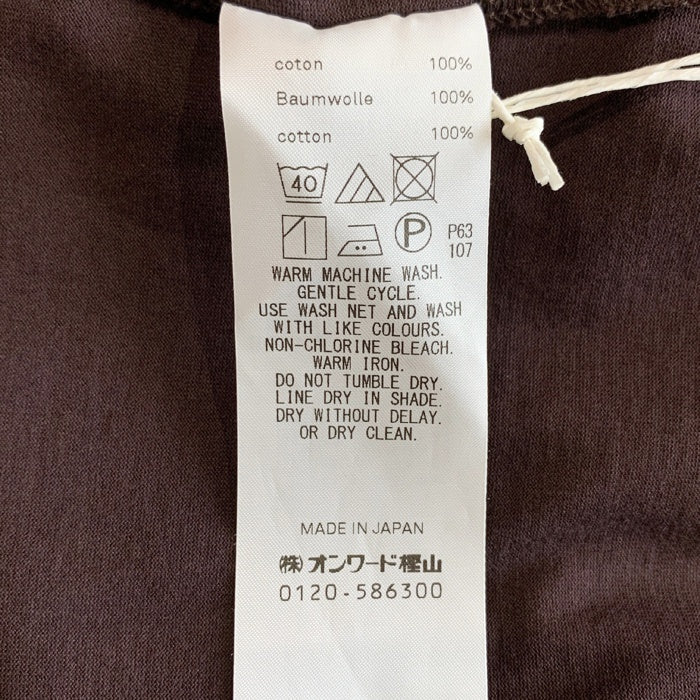 coton 100%
Baumwolle 100%
cotton 100%
40
P P63
107
WARM MACHINE WASH.
GENTLE CYCLE.
USE WASH NET AND WASH
WITH LIKE COLOURS.
NON-CHLORINE BLEACH.
WARM IRON.
DO NOT TUMBLE DRY.
LINE DRY IN SHADE.
DRY WITHOUT DELAY.
OR DRY CLEAN.
MADE IN JAPAN
㈱オンワード樫山
0120-586300